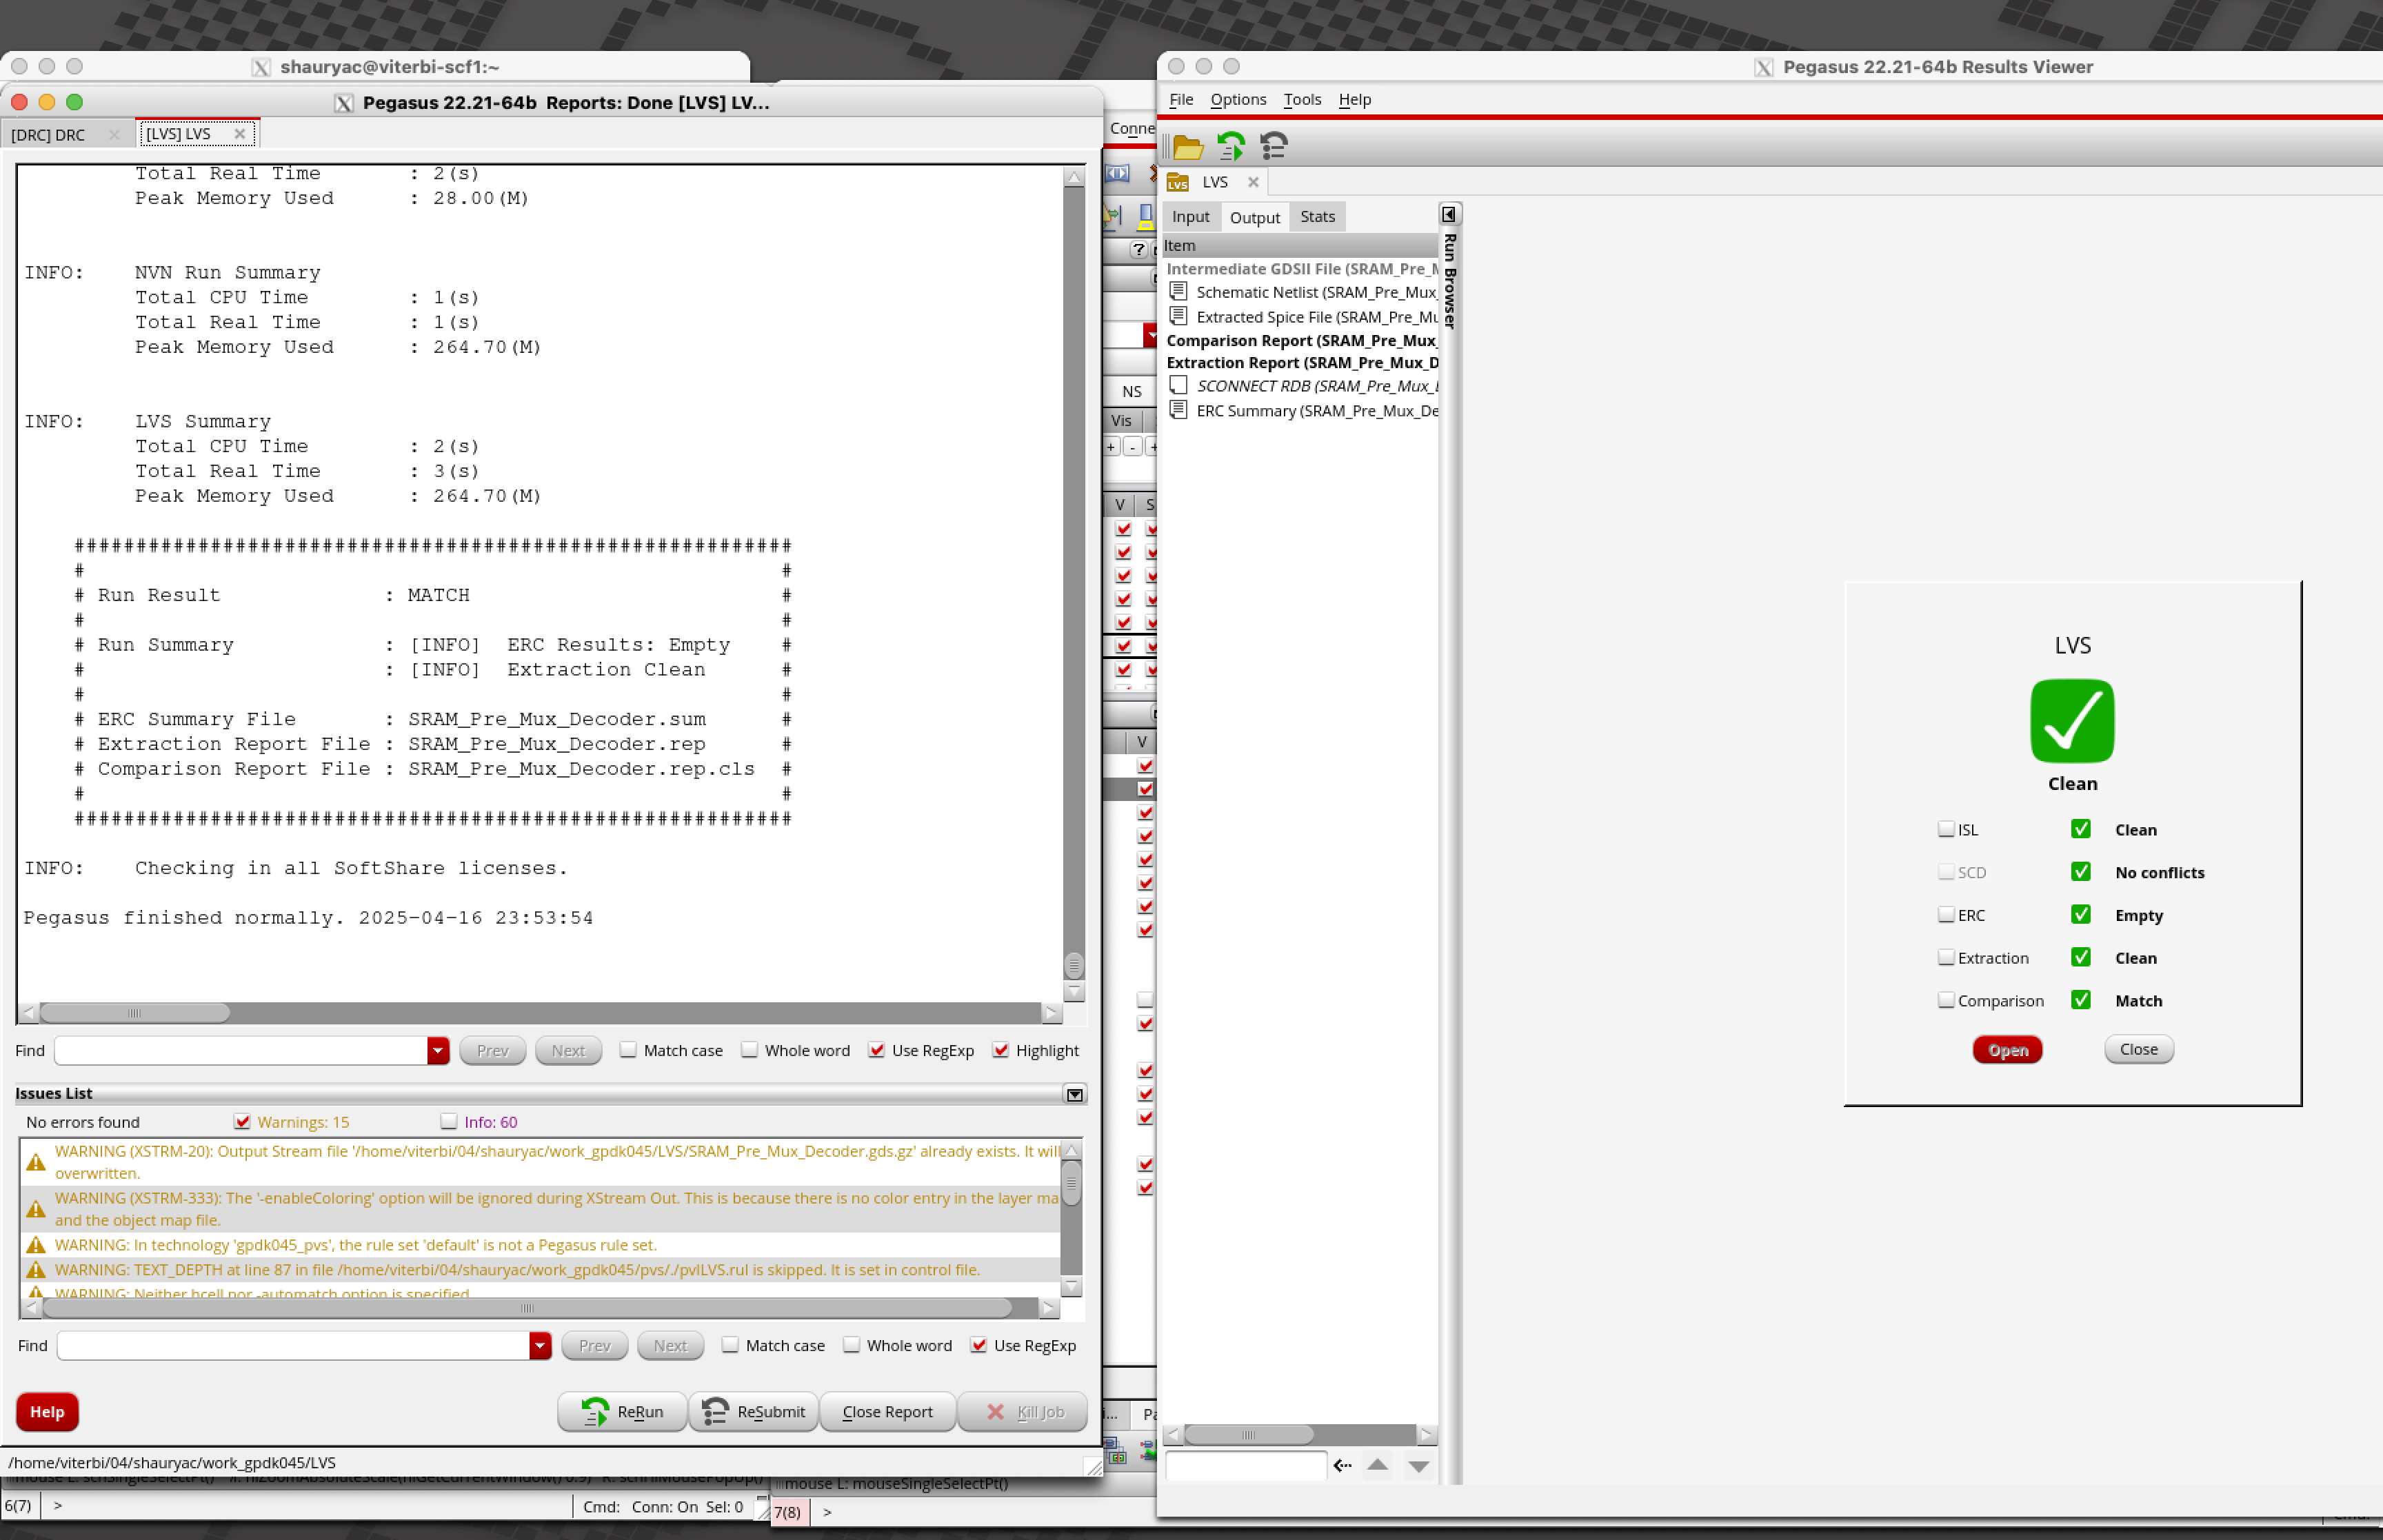 shauryac@viterbi-scf1:~
Pegasus 22.21-64b Reports: Done [LVS] LV...
[DRC] DRC
[LVS] LVS
Total Real Time : 2(s)
Peak Memory Used : 28.00(M)
INFO: NVN Run Summary
Total CPU Time : 1(s)
Total Real Time : 1(s)
Peak Memory Used : 264.70(M)
INFO: LVS Summary
Total CPU Time : 2(s)
Total Real Time : 3(s)
Peak Memory Used : 264.70(M)
##########################################################
# #
# Run Result : MATCH #
# #
# Run Summary : [INFO] ERC Results: Empty #
# : [INFO] Extraction Clean #
# #
# ERC Summary File : SRAM_Pre_Mux_Decoder.sum #
# Extraction Report File : SRAM_Pre_Mux_Decoder.rep #
# Comparison Report File : SRAM_Pre_Mux_Decoder.rep.cls #
# #
##########################################################
INFO: Checking in all SoftShare licenses.
Pegasus finished normally. 2025-04-16 23:53:54
Find
Prev
Next
Match case
Whole word
Use RegExp
Highlight
Issues List
No errors found
Warnings: 15
Info: 60
WARNING (XSTRM-20): Output Stream file '/home/viterbi/04/shauryac/work_gpdk045/LVS/SRAM_Pre_Mux_Decoder.gds.gz' already exists. It will
overwritten.
WARNING (XSTRM-333): The '-enableColoring' option will be ignored during XStream Out. This is because there is no color entry in the layer ma
and the object map file.
WARNING: In technology 'gpdk045_pvs', the rule set 'default' is not a Pegasus rule set.
WARNING: TEXT_DEPTH at line 87 in file /home/viterbi/04/shauryac/work_gpdk045/pvs/./pvlLVS.rul is skipped. It is set in control file.
WARNING: Neither hcell nor -automatch option is specified
Find
Prev
Next
Match case
Whole word
Use RegExp
Help
ReRun
ReSubmit
Close Report
Kill Job
/home/viterbi/04/shauryac/work_gpdk045/LVS
6(7) >
Cmd: Conn: On Sel: 0
Conne
?
NS
Vis
+ - +
V S
V
i... Pa
mouse L: mouseSingleSelectPt()
7(8) >
Pegasus 22.21-64b Results Viewer
File Options Tools Help
LVS
Input Output Stats
Item
Run Browser
Intermediate GDSII File (SRAM_Pre_M
Schematic Netlist (SRAM_Pre_Mux_
Extracted Spice File (SRAM_Pre_Mu
Comparison Report (SRAM_Pre_Mux_
Extraction Report (SRAM_Pre_Mux_D
SCONNECT RDB (SRAM_Pre_Mux_
ERC Summary (SRAM_Pre_Mux_De
LVS
Clean
ISL Clean
SCD No conflicts
ERC Empty
Extraction Clean
Comparison Match
Open
Close